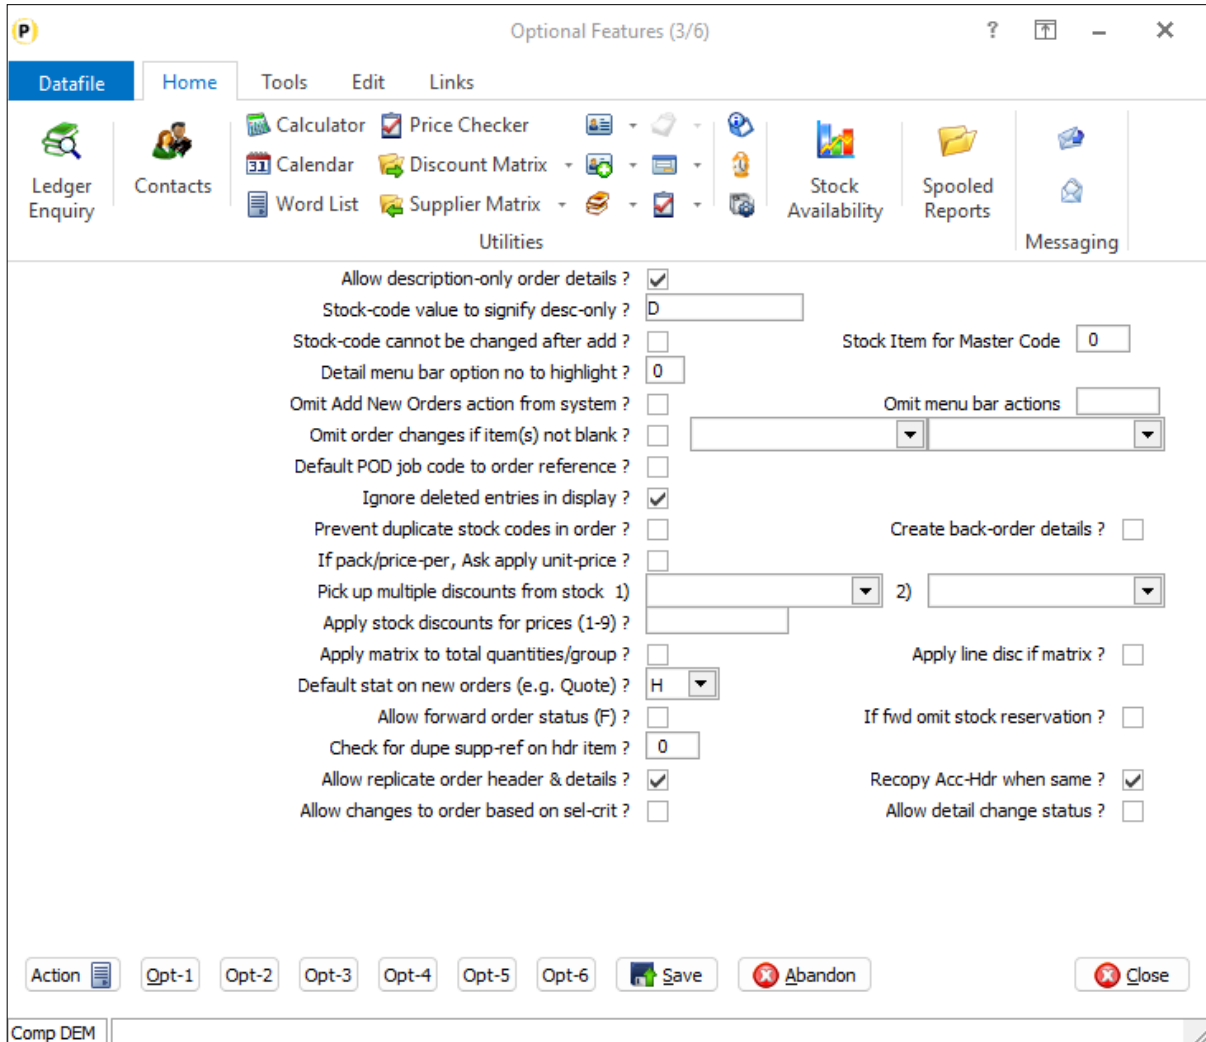 P
Optional Features (3/6)
?
Datafile Home Tools Edit Links
Calculator Price Checker
31 Calendar Discount Matrix
Word List Supplier Matrix
Ledger
Enquiry
Contacts
Stock
Availability
Spooled
Reports
Utilities
Messaging
Allow description-only order details ?
Stock-code value to signify desc-only ? D
Stock-code cannot be changed after add ? Stock Item for Master Code 0
Detail menu bar option no to highlight ? 0
Omit Add New Orders action from system ? Omit menu bar actions
Omit order changes if item(s) not blank ?
Default POD job code to order reference ?
Ignore deleted entries in display ?
Prevent duplicate stock codes in order ? Create back-order details ?
If pack/price-per, Ask apply unit-price ?
Pick up multiple discounts from stock 1) 2)
Apply stock discounts for prices (1-9) ?
Apply matrix to total quantities/group ? Apply line disc if matrix ?
Default stat on new orders (e.g. Quote) ? H
Allow forward order status (F) ? If fwd omit stock reservation ?
Check for dupe supp-ref on hdr item ? 0
Allow replicate order header & details ? Recopy Acc-Hdr when same ?
Allow changes to order based on sel-crit ? Allow detail change status ?
Action Opt-1 Opt-2 Opt-3 Opt-4 Opt-5 Opt-6 Save Abandon Close
Comp DEM